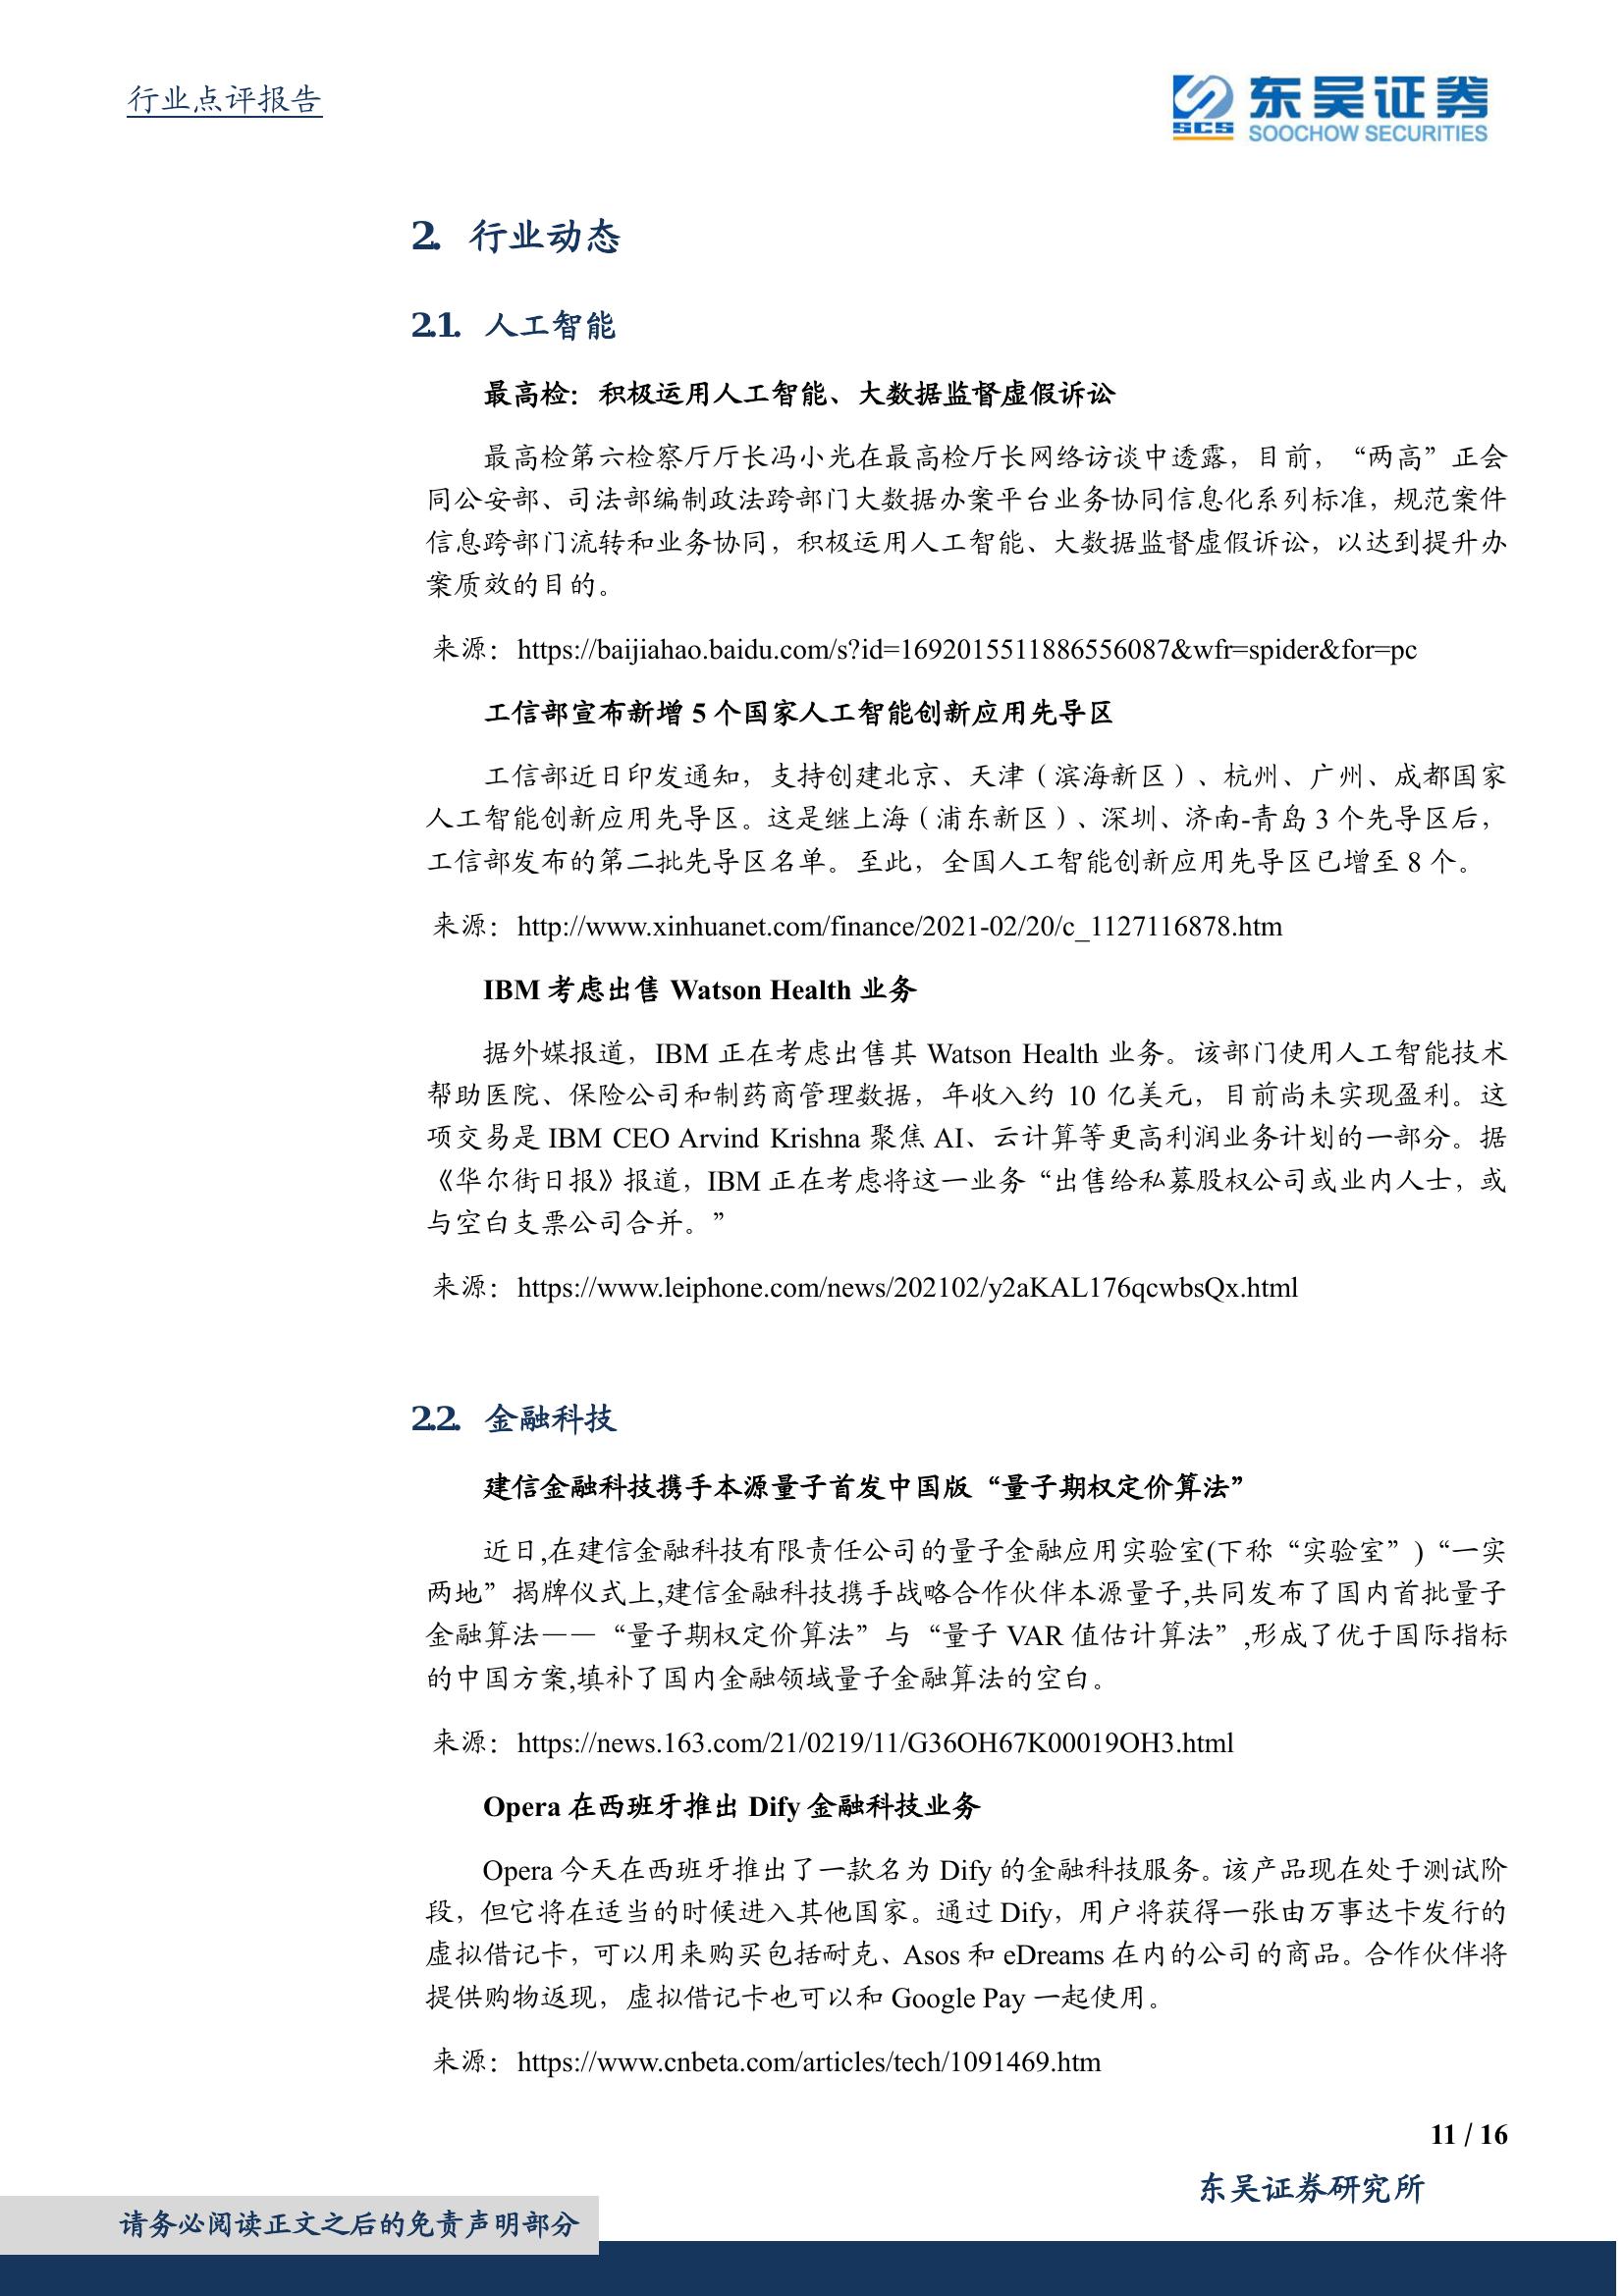 行业点评报告
SCS
东吴证券
SOOCHOW SECURITIES
2. 行业动态
2.1. 人工智能
最高检：积极运用人工智能、大数据监督虚假诉讼
最高检第六检察厅厅长冯小光在最高检厅长网络访谈中透露，目前，“两高”正会
同公安部、司法部编制政法跨部门大数据办案平台业务协同信息化系列标准，规范案件
信息跨部门流转和业务协同，积极运用人工智能、大数据监督虚假诉讼，以达到提升办
案质效的目的。
来源：https://baijiahao.baidu.com/s?id=1692015511886556087&wfr=spider&for=pc
工信部宣布新增 5 个国家人工智能创新应用先导区
工信部近日印发通知，支持创建北京、天津（滨海新区）、杭州、广州、成都国家
人工智能创新应用先导区。这是继上海（浦东新区）、深圳、济南-青岛 3 个先导区后，
工信部发布的第二批先导区名单。至此，全国人工智能创新应用先导区已增至 8 个。
来源：http://www.xinhuanet.com/finance/2021-02/20/c_1127116878.htm
IBM 考虑出售 Watson Health 业务
据外媒报道，IBM 正在考虑出售其 Watson Health 业务。该部门使用人工智能技术
帮助医院、保险公司和制药商管理数据，年收入约 10 亿美元，目前尚未实现盈利。这
项交易是 IBM CEO Arvind Krishna 聚焦 AI、云计算等更高利润业务计划的一部分。据
《华尔街日报》报道，IBM 正在考虑将这一业务“出售给私募股权公司或业内人士，或
与空白支票公司合并。”
来源：https://www.leiphone.com/news/202102/y2aKAL176qcwbsQx.html
2.2. 金融科技
建信金融科技携手本源量子首发中国版“量子期权定价算法”
近日,在建信金融科技有限责任公司的量子金融应用实验室(下称“实验室”)“一实
两地”揭牌仪式上,建信金融科技携手战略合作伙伴本源量子,共同发布了国内首批量子
金融算法——“量子期权定价算法”与“量子 VAR 值估计算法”,形成了优于国际指标
的中国方案,填补了国内金融领域量子金融算法的空白。
来源：https://news.163.com/21/0219/11/G36OH67K00019OH3.html
Opera 在西班牙推出 Dify 金融科技业务
Opera 今天在西班牙推出了一款名为 Dify 的金融科技服务。该产品现在处于测试阶
段，但它将在适当的时候进入其他国家。通过 Dify，用户将获得一张由万事达卡发行的
虚拟借记卡，可以用来购买包括耐克、Asos 和 eDreams 在内的公司的商品。合作伙伴将
提供购物返现，虚拟借记卡也可以和 Google Pay 一起使用。
来源：https://www.cnbeta.com/articles/tech/1091469.htm
11 / 16
东吴证券研究所
请务必阅读正文之后的免责声明部分